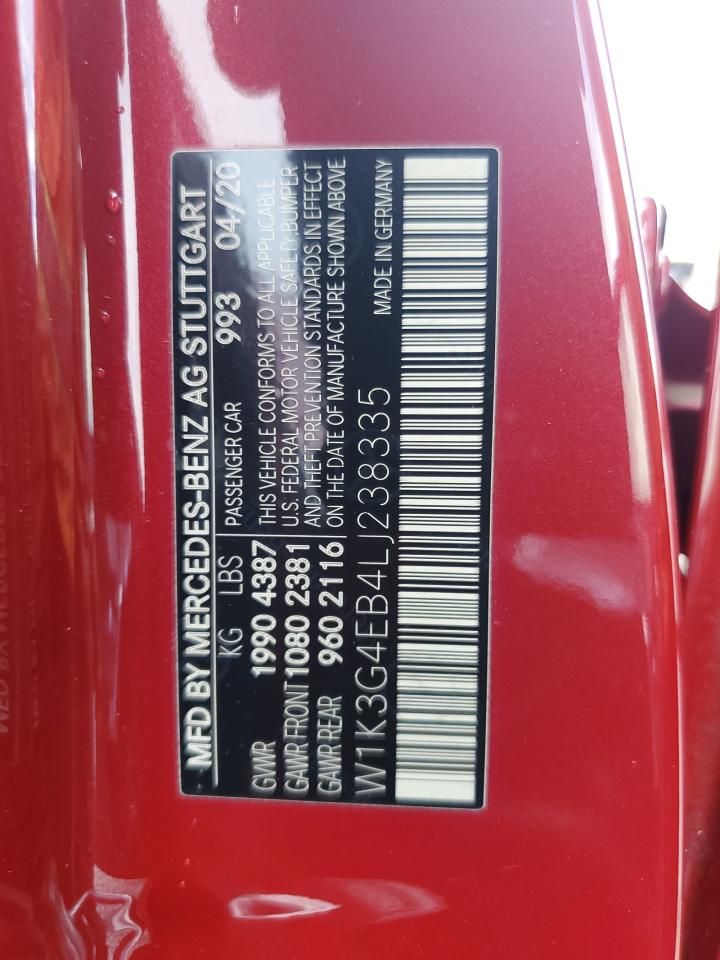 MFD BY MERCEDES-BENZ AG STUTTGART
KG LBS PASSENGER CAR 993 04/20
GWR 1990 4387 THIS VEHICLE CONFORMS TO ALL APPLICABLE
GAWR FRONT 1080 2381 U.S. FEDERAL MOTOR VEHICLE SAFETY, BUMPER
GAWR REAR 960 2116 AND THEFT PREVENTION STANDARDS IN EFFECT
ON THE DATE OF MANUFACTURE SHOWN ABOVE
W1K3G4EB4LJ238335 MADE IN GERMANY